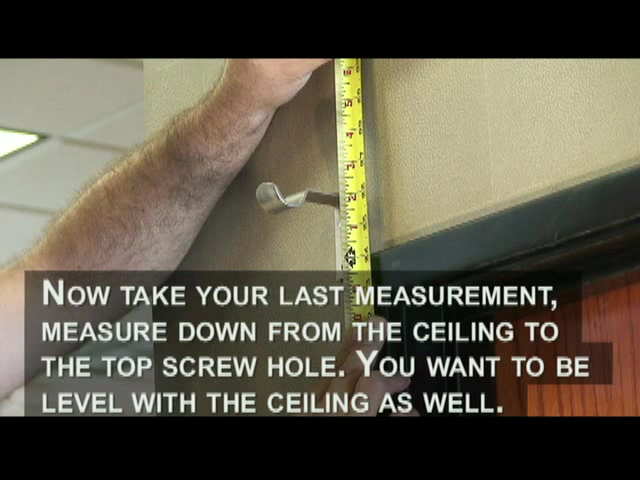 NOW TAKE YOUR LAST MEASUREMENT,
MEASURE DOWN FROM THE CEILING TO
THE TOP SCREW HOLE. YOU WANT TO BE
LEVEL WITH THE CEILING AS WELL.